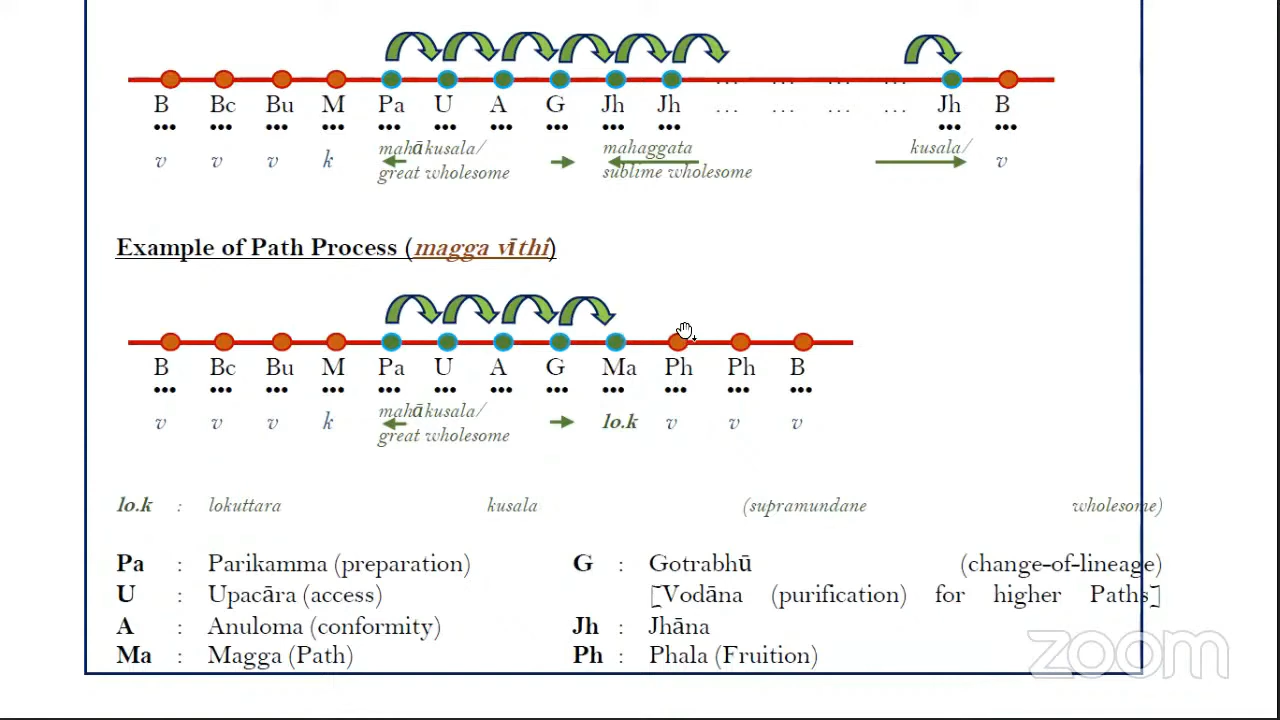 B Bc Bu M Pa U A G Jh Jh ... ... ... ... Jh B
... ... ... ... ... ... ... ... ... ... ... ...
v v v k mahākusala/ mahaggata kusala/ v
great wholesome sublime wholesome
Example of Path Process (magga vīthi)
B Bc Bu M Pa U A G Ma Ph Ph B
... ... ... ... ... ... ... ... ... ... ... ...
v v v k mahākusala/ lo.k v v v
great wholesome
lo.k : lokuttara kusala (supramundane wholesome)
Pa : Parikamma (preparation) G : Gotrabhū (change-of-lineage)
U : Upacāra (access) [Vodāna (purification) for higher Paths]
A : Anuloma (conformity) Jh : Jhāna
Ma : Magga (Path) Ph : Phala (Fruition)
zoom